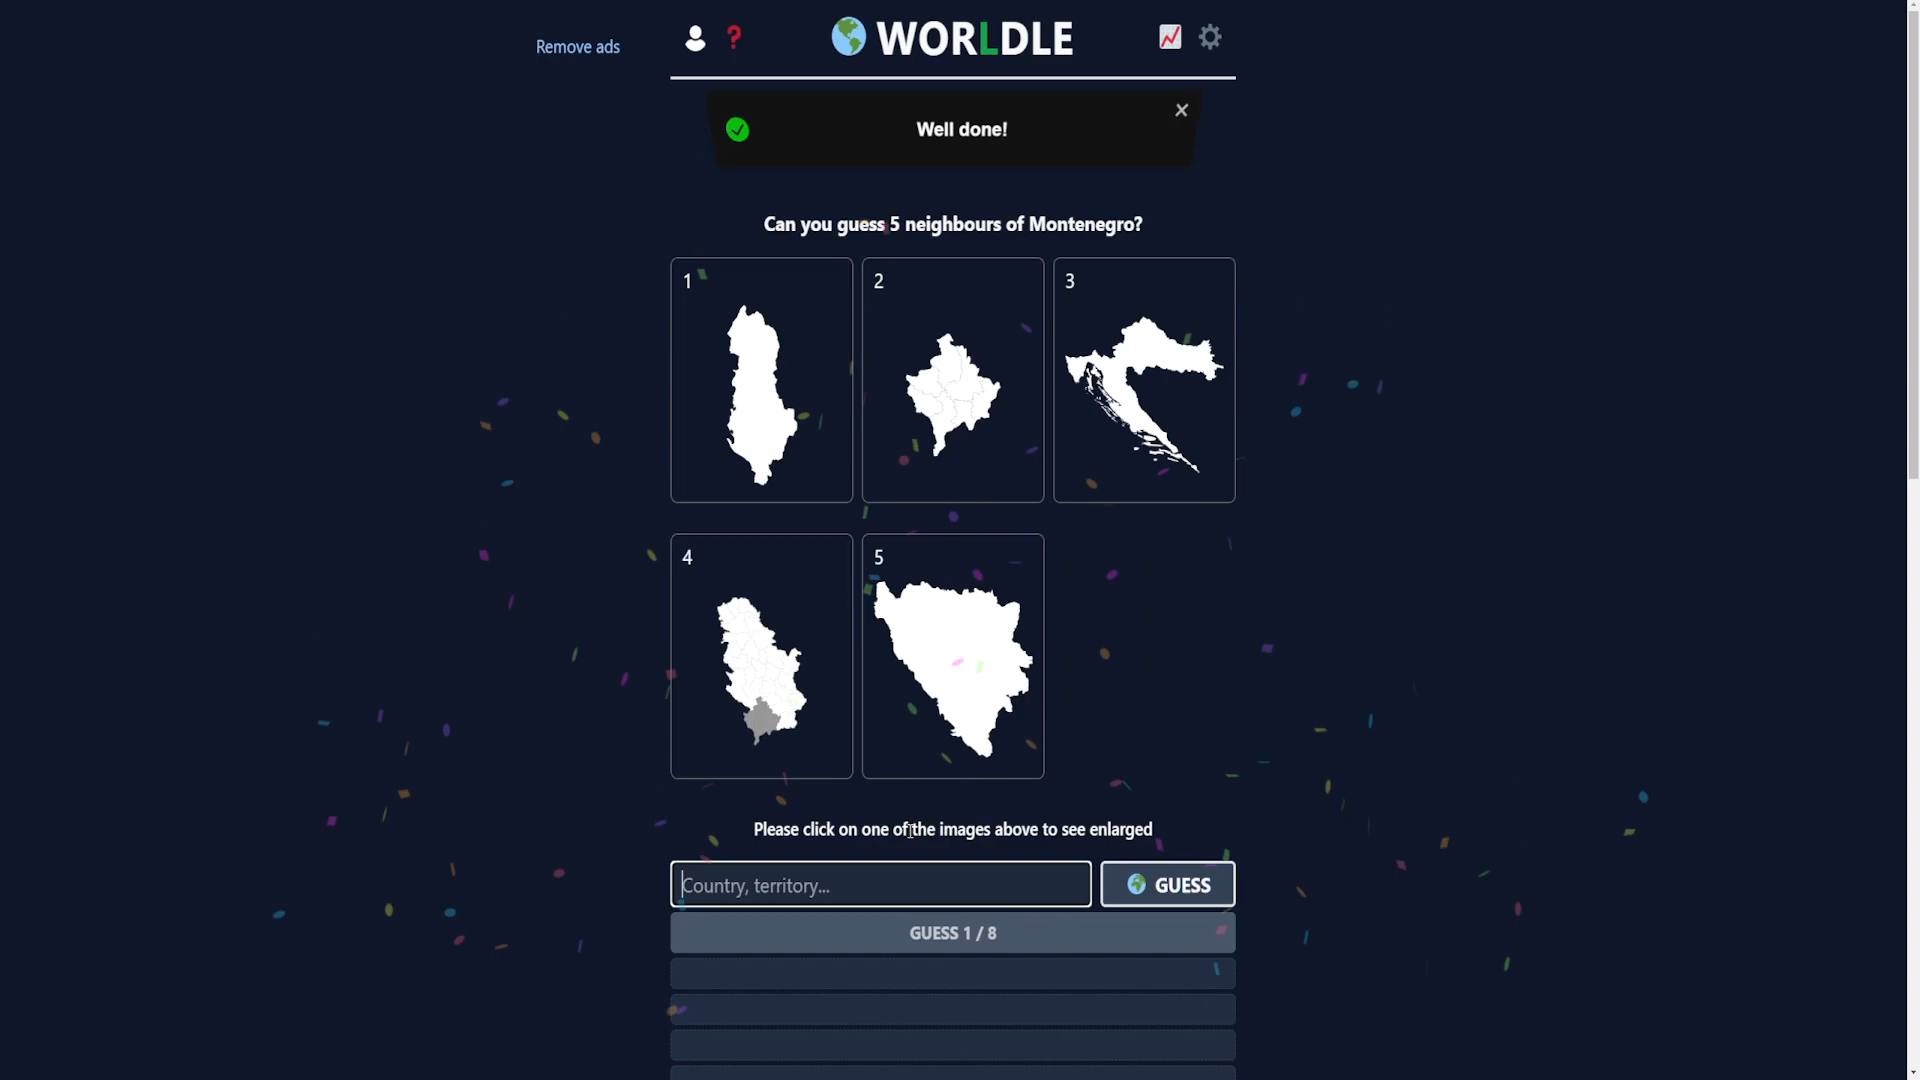 Remove ads
?
WORLDLE
Well done!
Can you guess 5 neighbours of Montenegro?
1
2
3
4
5
Please click on one of the images above to see enlarged
Country, territory...
GUESS
GUESS 1 / 8